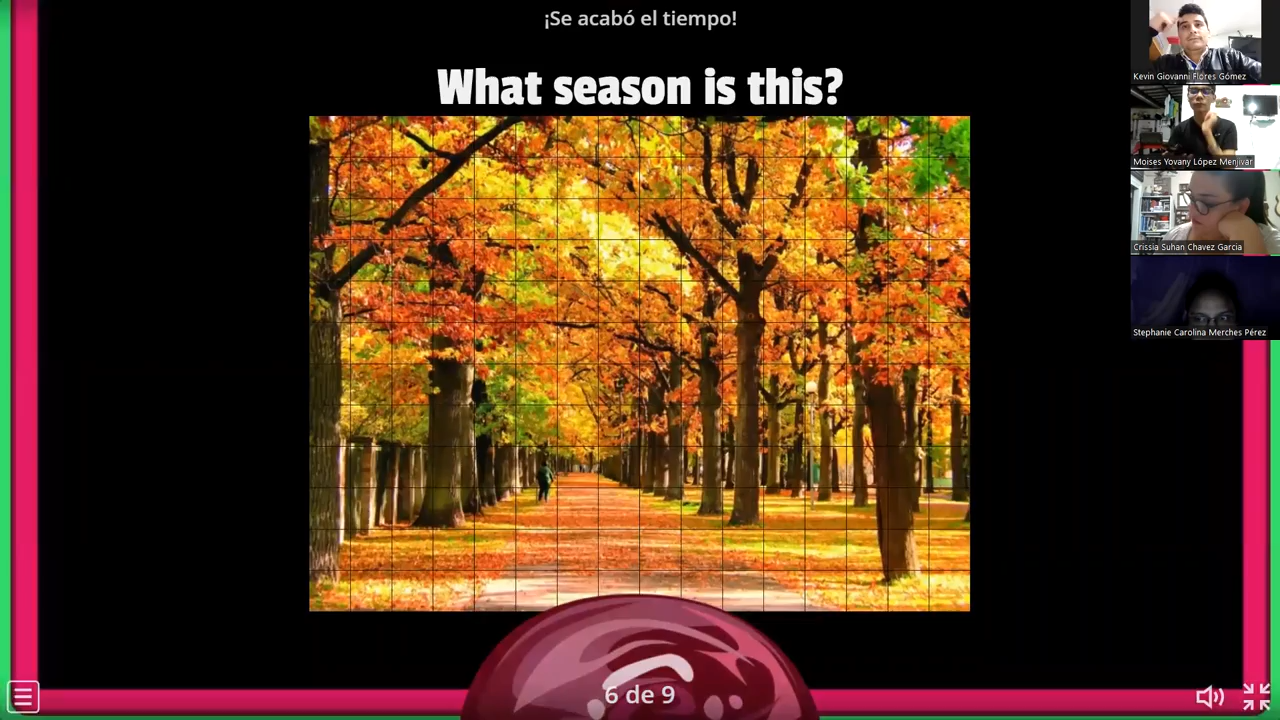 ¡Se acabó el tiempo!
What season is this?
Kevin Giovanni Flores Gómez
Moises Yovany López Menjivar
Crissia Suhan Chavez Garcia
Stephanie Carolina Merches Pérez
6 de 9